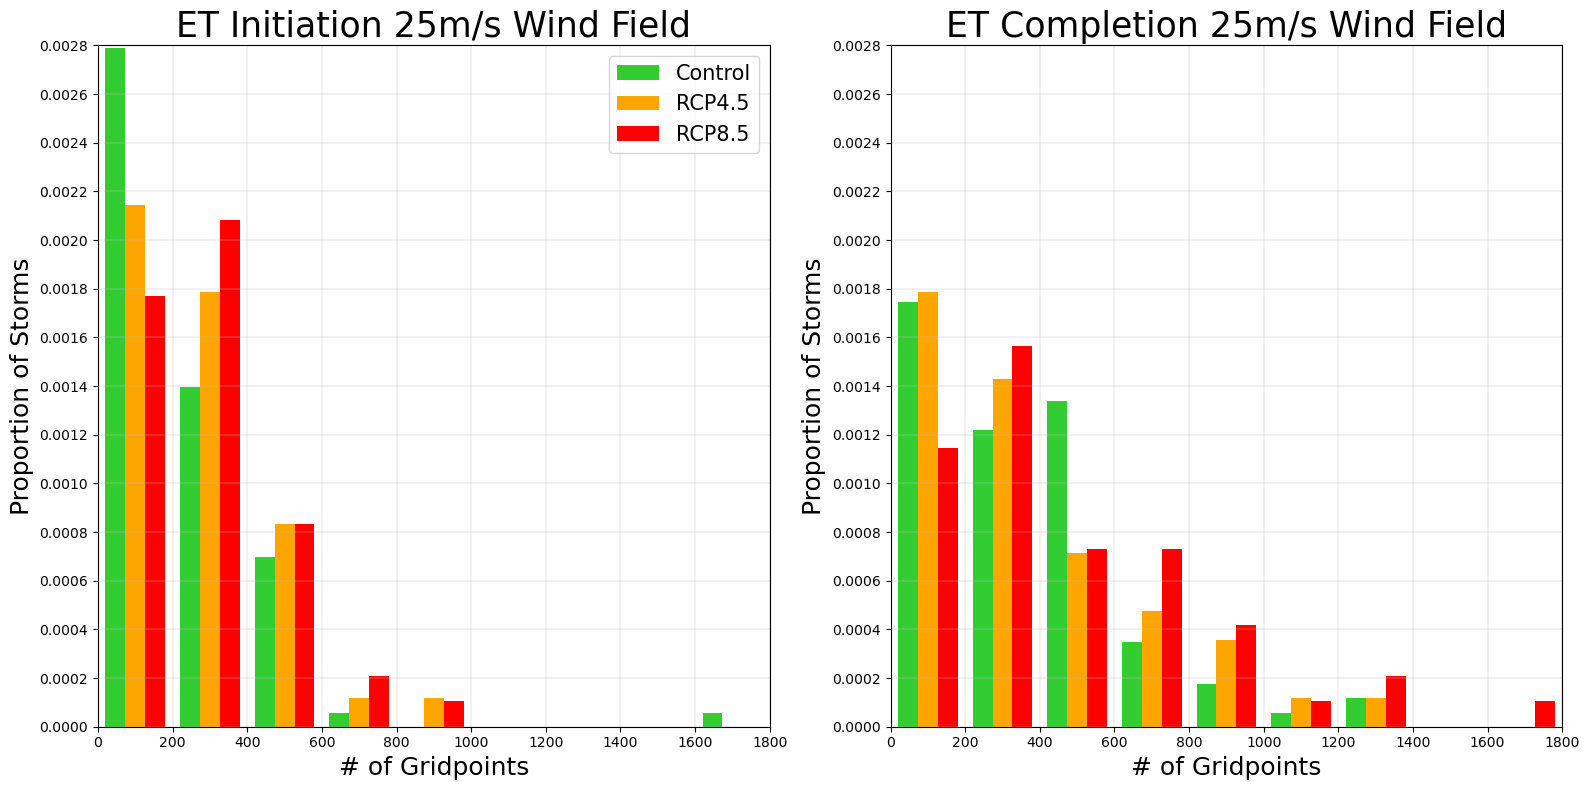 ET Initiation 25m/s Wind Field
0.0028
0.0026
0.0024
0.0022
0.0020
0.0018
0.0016
0.0014
0.0012
0.0010
0.0008
0.0006
0.0004
0.0002
0.0000
Proportion of Storms
Control
RCP4.5
RCP8.5
0 200 400 600 800 1000 1200 1400 1600 1800
# of Gridpoints
ET Completion 25m/s Wind Field
0.0028
0.0026
0.0024
0.0022
0.0020
0.0018
0.0016
0.0014
0.0012
0.0010
0.0008
0.0006
0.0004
0.0002
0.0000
Proportion of Storms
0 200 400 600 800 1000 1200 1400 1600 1800
# of Gridpoints